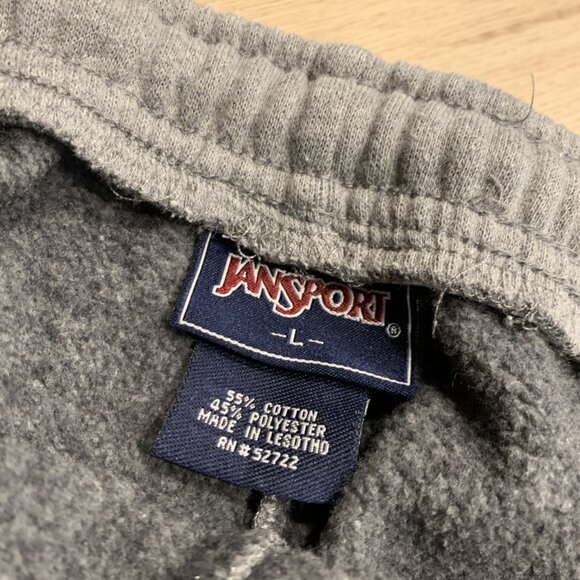 JANSPORT®
-L-
55% COTTON
45% POLYESTER
MADE IN LESOTHO
RN# 52722